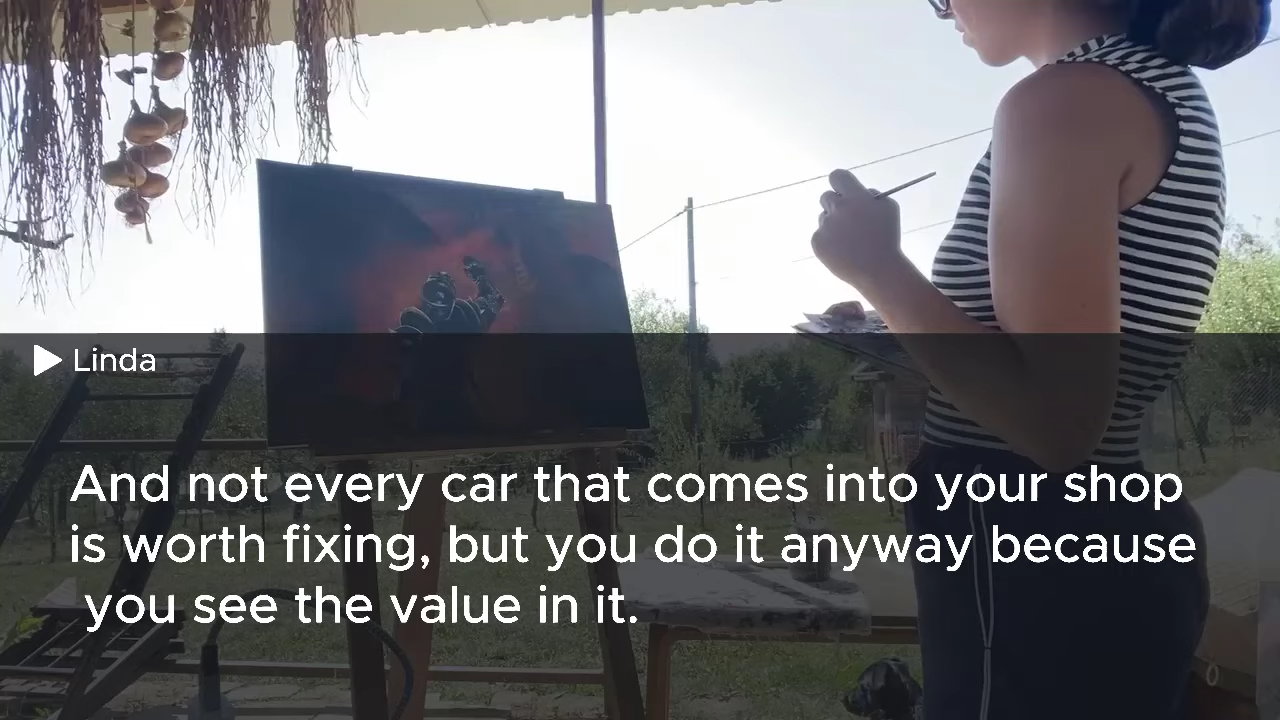 Linda
And not every car that comes into your shop
is worth fixing, but you do it anyway because
you see the value in it.